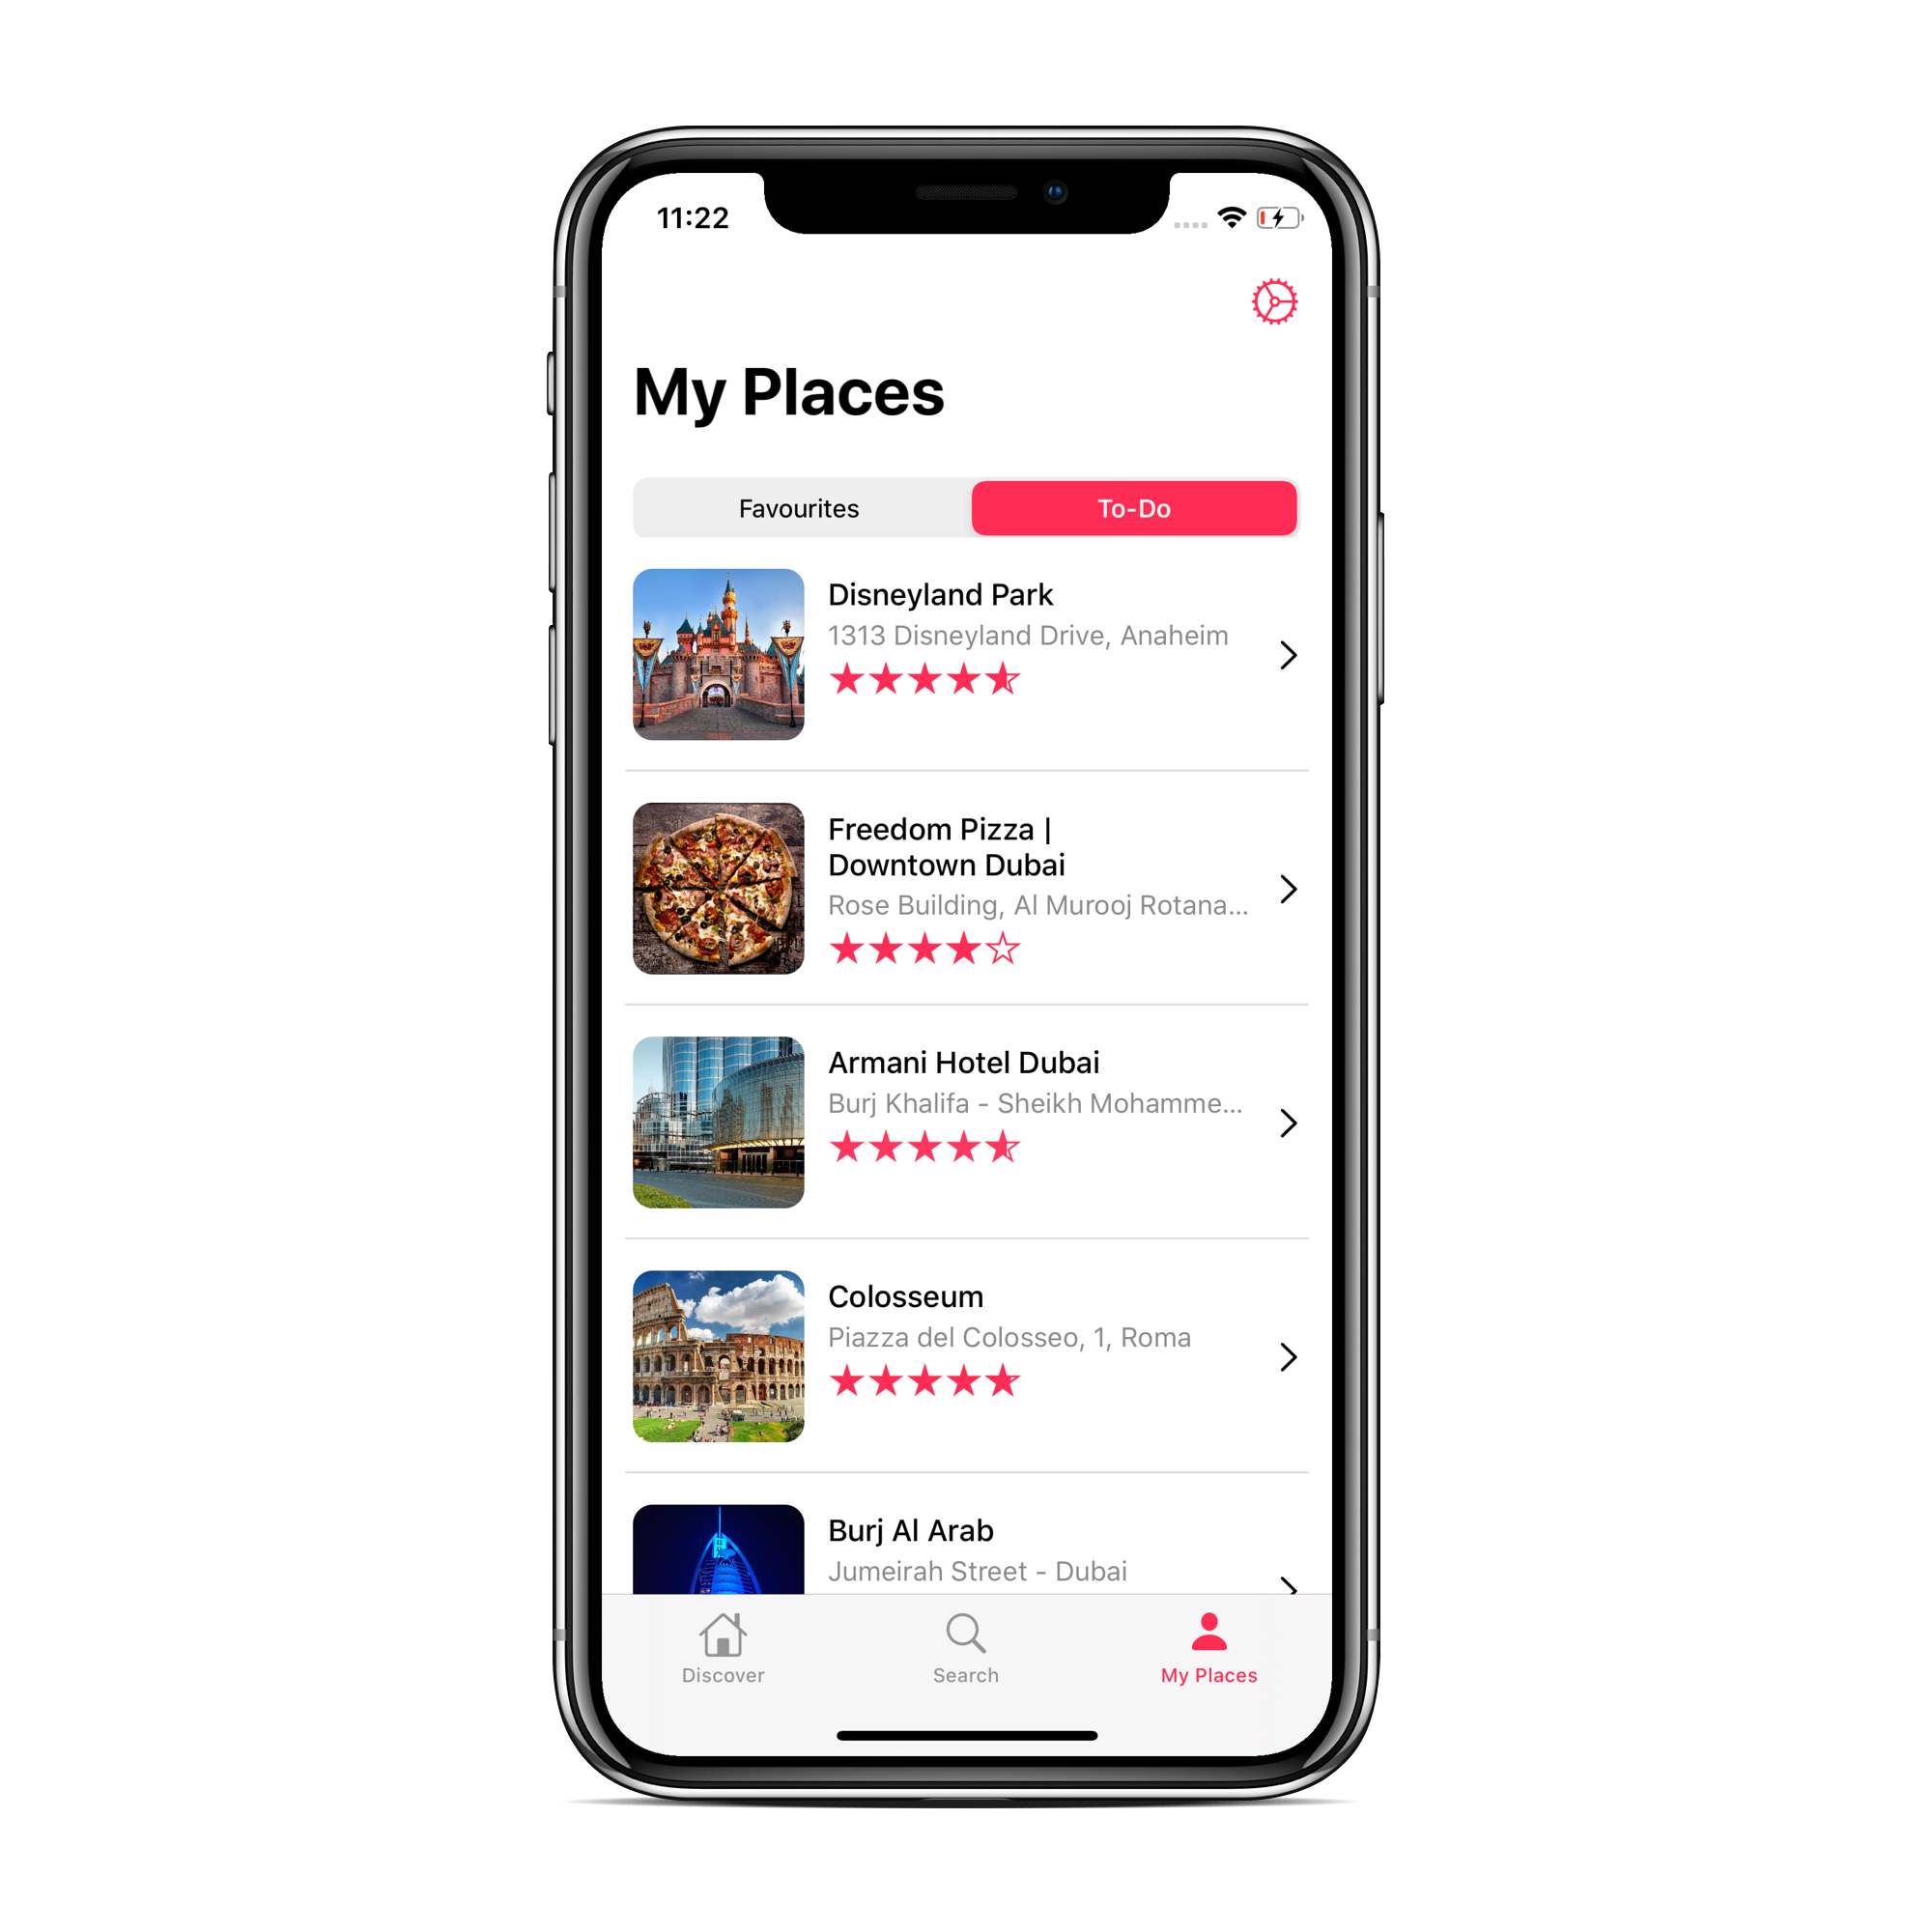 11:22
My Places
Favourites
To-Do
Disneyland Park
1313 Disneyland Drive, Anaheim
Freedom Pizza |
Downtown Dubai
Rose Building, Al Murooj Rotana...
Armani Hotel Dubai
Burj Khalifa - Sheikh Mohamme...
Colosseum
Piazza del Colosseo, 1, Roma
Burj Al Arab
Jumeirah Street - Dubai
Discover
Search
My Places